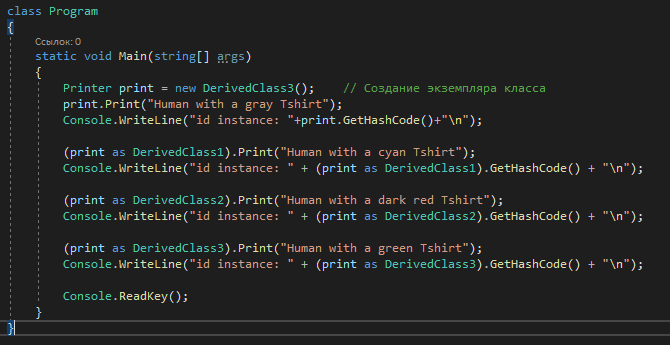 class Program
{
Ссылок: 0
static void Main(string[] args)
{
Printer print = new DerivedClass3(); // Создание экземпляра класса
print.Print("Human with a gray Tshirt");
Console.WriteLine("id instance: "+print.GetHashCode()+"\n");
(print as DerivedClass1).Print("Human with a cyan Tshirt");
Console.WriteLine("id instance: " + (print as DerivedClass1).GetHashCode() + "\n");
(print as DerivedClass2).Print("Human with a dark red Tshirt");
Console.WriteLine("id instance: " + (print as DerivedClass2).GetHashCode() + "\n");
(print as DerivedClass3).Print("Human with a green Tshirt");
Console.WriteLine("id instance: " + (print as DerivedClass3).GetHashCode() + "\n");
Console.ReadKey();
}
}